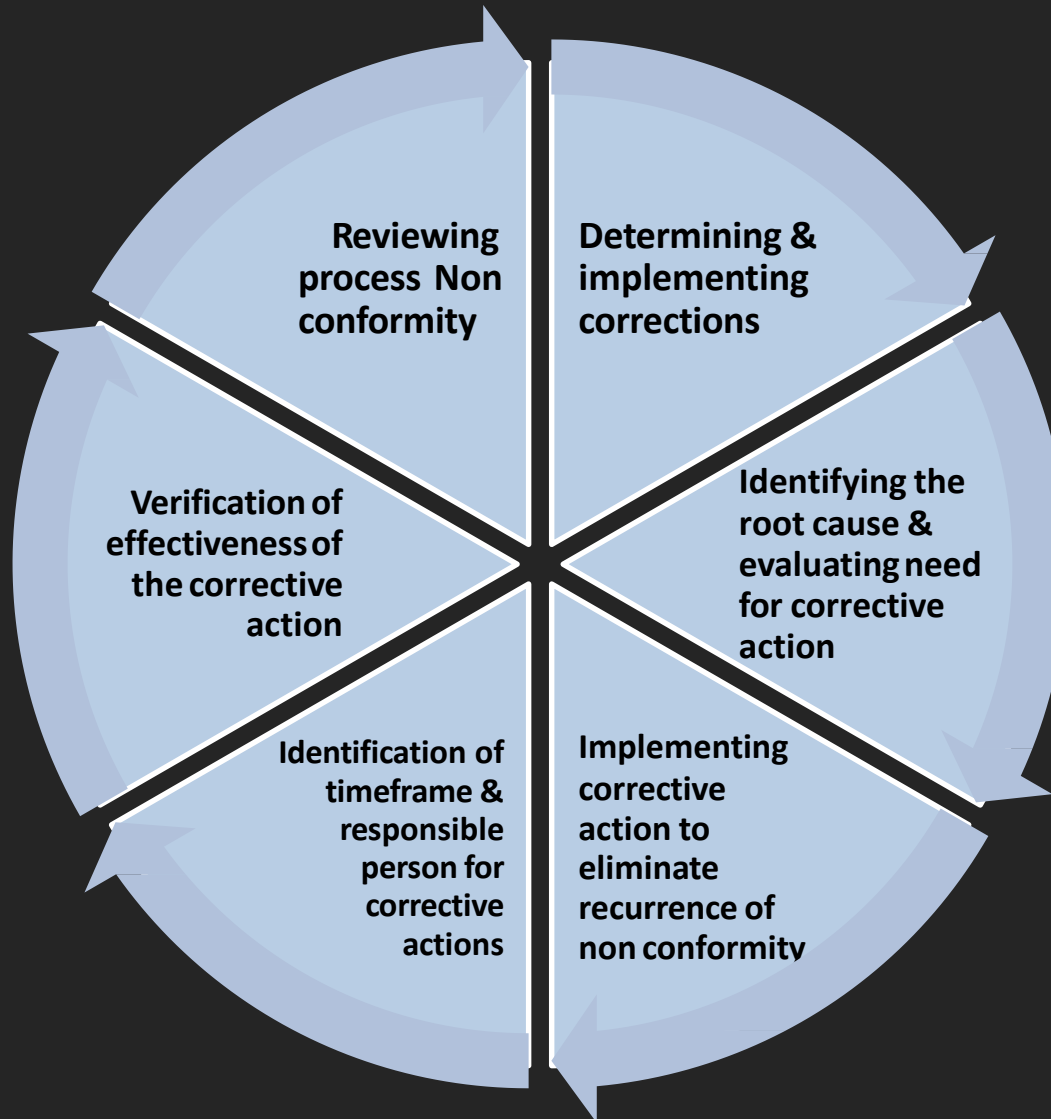 Reviewing
process Non
conformity
Determining &
implementing
corrections
Identifying the
root cause &
evaluating need
for corrective
action
Implementing
corrective
action to
eliminate
recurrence of
non conformity
Identification of
timeframe &
responsible
person for
corrective
actions
Verification of
effectiveness of
the corrective
action